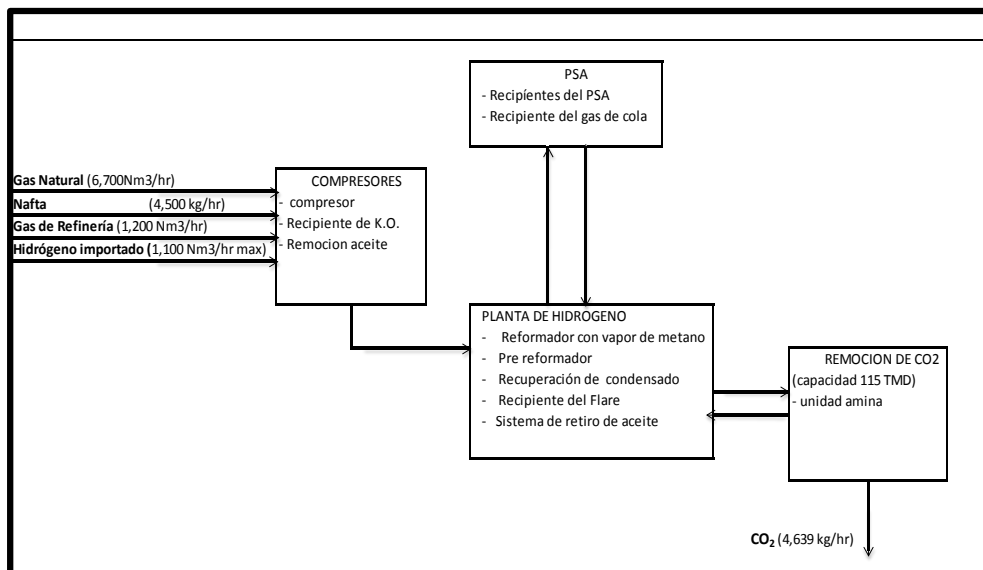 PSA
- Recipíentes del PSA
- Recipiente del gas de cola
Gas Natural (6,700Nm3/hr)
Nafta (4,500 kg/hr)
Gas de Refinería (1,200 Nm3/hr)
Hidrógeno importado (1,100 Nm3/hr max)
COMPRESORES
- compresor
- Recipiente de K.O.
- Remocion aceite
PLANTA DE HIDROGENO
- Reformador con vapor de metano
- Pre reformador
- Recuperación de condensado
- Recipiente del Flare
- Sistema de retiro de aceite
REMOCION DE CO2
(capacidad 115 TMD)
- unidad amina
CO₂ (4,639 kg/hr)